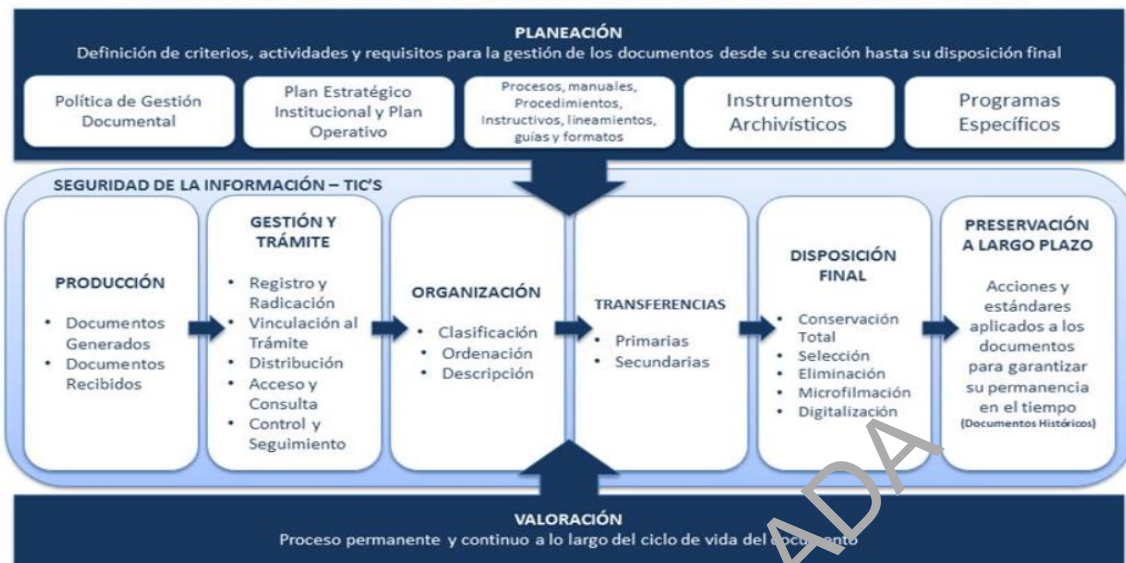 PLANEACIÓN
Definición de criterios, actividades y requisitos para la gestión de los documentos desde su creación hasta su disposición final
Política de Gestión
Documental
Plan Estratégico
Institucional y Plan
Operativo
Procesos, manuales,
Procedimientos,
Instructivos, lineamientos,
guías y formatos
Instrumentos
Archivísticos
Programas
Específicos
SEGURIDAD DE LA INFORMACIÓN – TIC'S
PRODUCCIÓN
• Documentos
Generados
• Documentos
Recibidos
GESTIÓN Y
TRÁMITE
• Registro y
Radicación
• Vinculación al
Trámite
• Distribución
• Acceso y
Consulta
• Control y
Seguimiento
ORGANIZACIÓN
• Clasificación
• Ordenación
• Descripción
TRANSFERENCIAS
• Primarias
• Secundarias
DISPOSICIÓN
FINAL
• Conservación
Total
• Selección
• Eliminación
• Microfilmación
• Digitalización
PRESERVACIÓN
A LARGO PLAZO
Acciones y
estándares
aplicados a los
documentos
para garantizar
su permanencia
en el tiempo
(Documentos Históricos)
VALORACIÓN
Proceso permanente y continuo a lo largo del ciclo de vida del documento
ADA